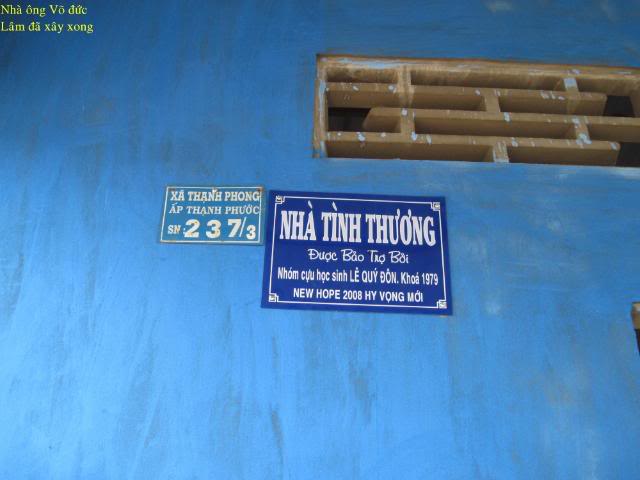 Nhà ông Võ đức
Lâm đã xây xong
XÃ THẠNH PHONG
ẤP THẠNH PHƯỚC
SN: 237/3
NHÀ TÌNH THƯƠNG
Được Bảo Trợ Bởi
Nhóm cựu học sinh LÊ QUÝ ĐÔN. Khoá 1979
NEW HOPE 2008 HY VỌNG MỚI